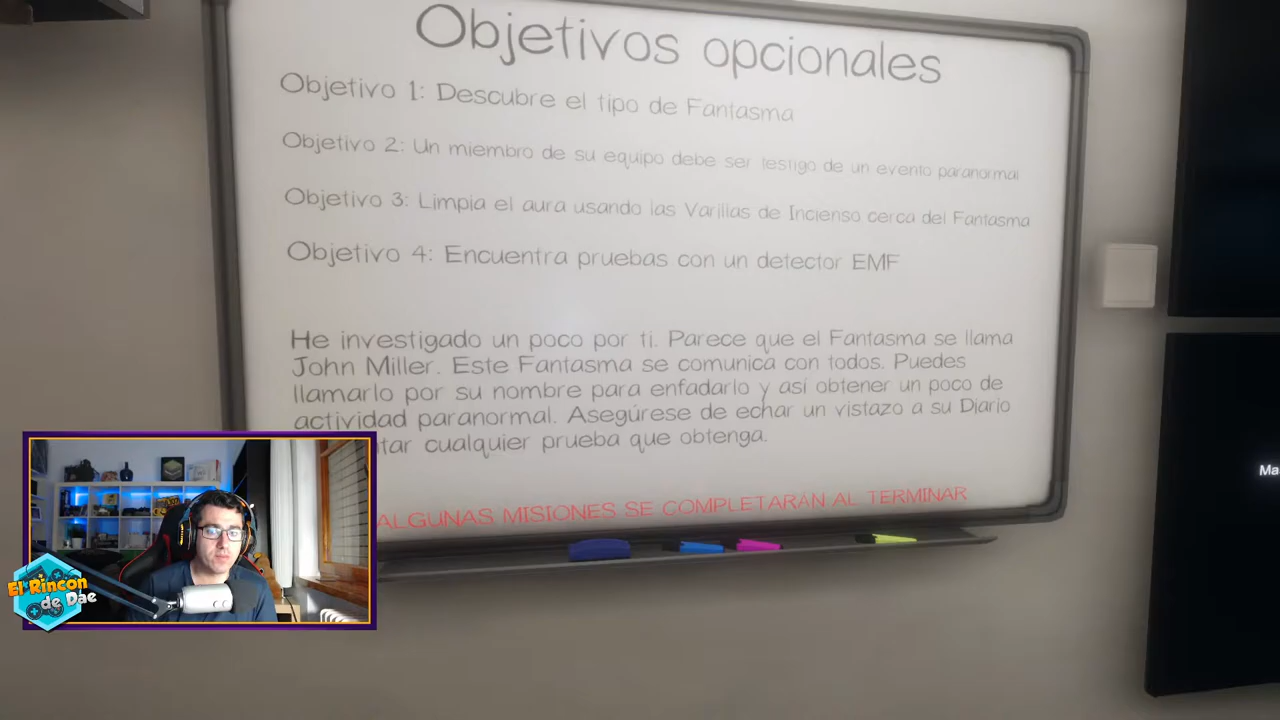 Objetivos opcionales
Objetivo 1: Descubre el tipo de Fantasma
Objetivo 2: Un miembro de su equipo debe ser testigo de un evento paranormal
Objetivo 3: Limpia el aura usando las Varillas de Incienso cerca del Fantasma
Objetivo 4: Encuentra pruebas con un detector EMF
He investigado un poco por ti. Parece que el Fantasma se llama
John Miller. Este Fantasma se comunica con todos. Puedes
llamarlo por su nombre para enfadarlo y así obtener un poco de
actividad paranormal. Asegúrese de echar un vistazo a su Diario
cualquier prueba que obtenga.
ALGUNAS MISIONES SE COMPLETARÁN AL TERMINAR
El Rincon
de Dae